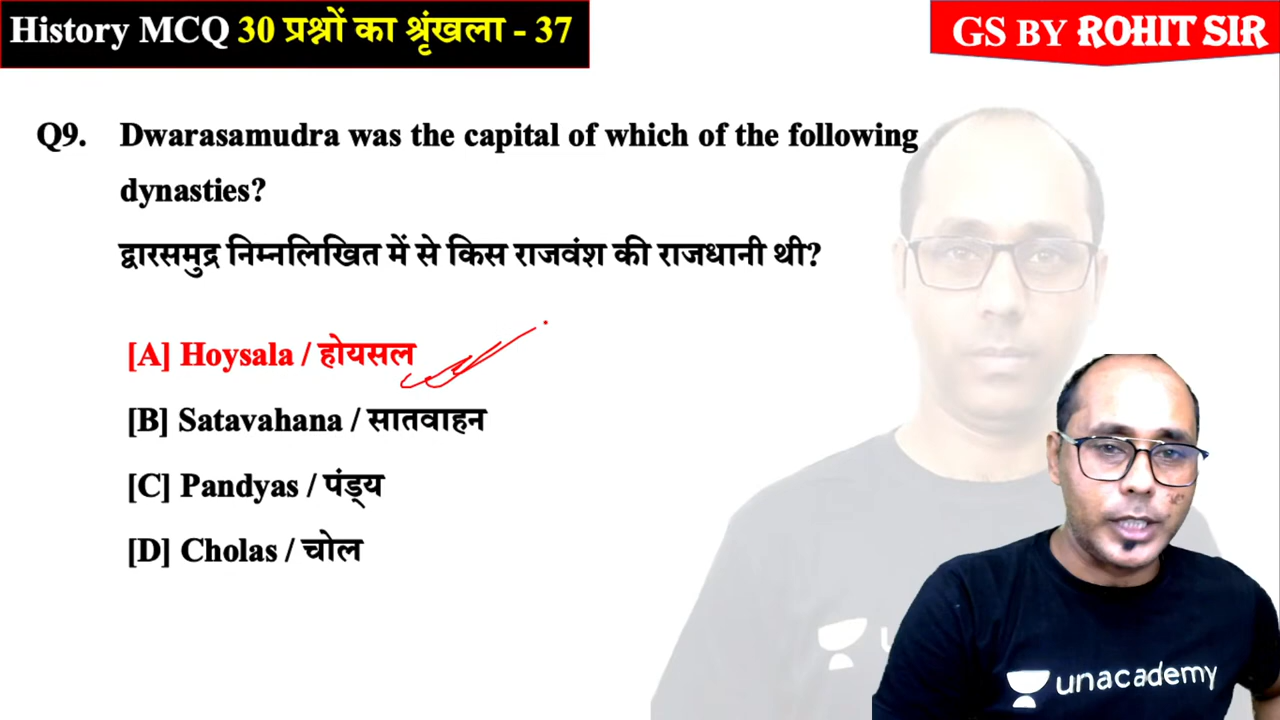 History MCQ 30 प्रश्नों का श्रृंखला - 37
GS BY ROHIT SIR
Q9. Dwarasamudra was the capital of which of the following
dynasties?
द्वारसमुद्र निम्नलिखित में से किस राजवंश की राजधानी थी?
[A] Hoysala / होयसल
[B] Satavahana / सातवाहन
[C] Pandyas / पंड्य
[D] Cholas / चोल
unacademy